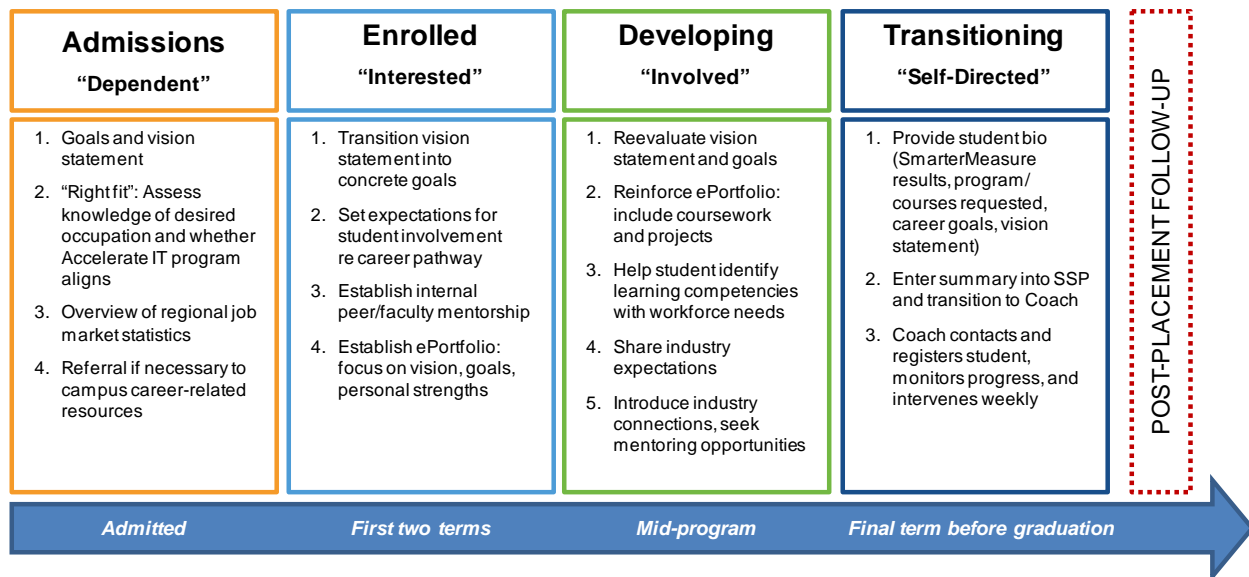 Admissions
“Dependent”
1. Goals and vision
statement
2. “Right fit”: Assess
knowledge of desired
occupation and whether
Accelerate IT program
aligns
3. Overview of regional job
market statistics
4. Referral if necessary to
campus career-related
resources
Admitted
Enrolled
“Interested”
1. Transition vision
statement into
concrete goals
2. Set expectations for
student involvement
re career pathway
3. Establish internal
peer/faculty mentorship
4. Establish ePortfolio:
focus on vision, goals,
personal strengths
First two terms
Developing
“Involved”
1. Reevaluate vision
statement and goals
2. Reinforce ePortfolio:
include coursework
and projects
3. Help student identify
learning competencies
with workforce needs
4. Share industry
expectations
5. Introduce industry
connections, seek
mentoring opportunities
Mid-program
Transitioning
“Self-Directed”
1. Provide student bio
(SmarterMeasure
results, program/
courses requested,
career goals, vision
statement)
2. Enter summary into SSP
and transition to Coach
3. Coach contacts and
registers student,
monitors progress, and
intervenes weekly
Final term before graduation
POST-PLACEMENT FOLLOW-UP